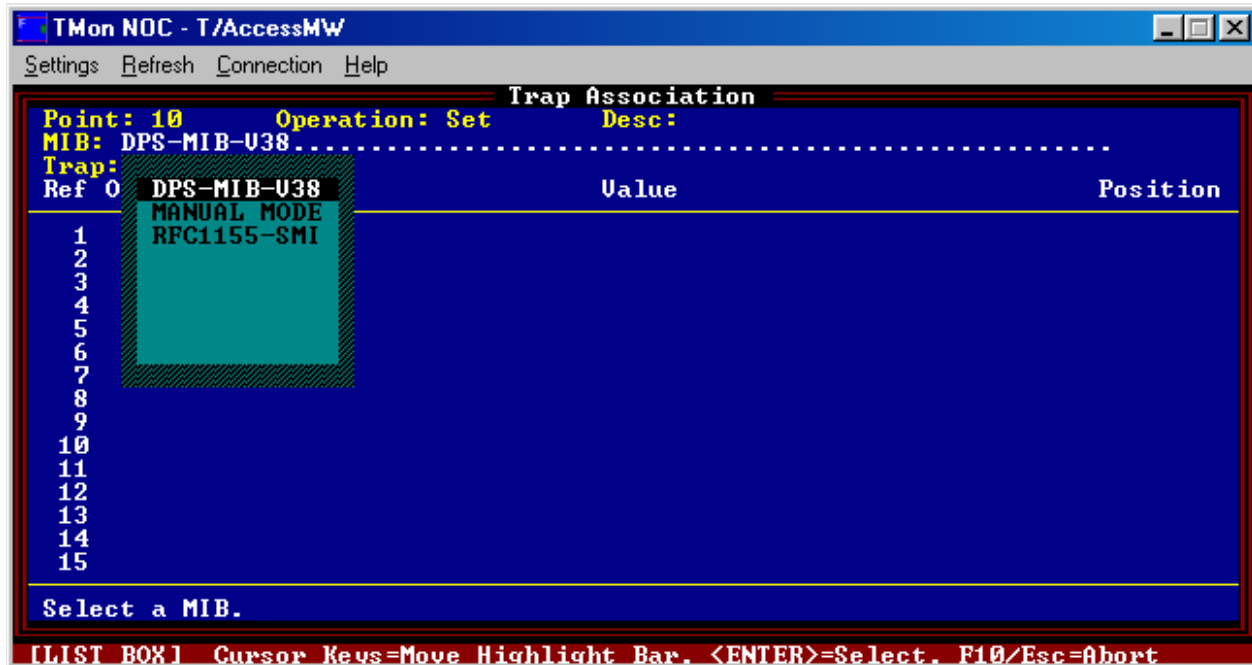 TMon NOC - T/AccessMW
Settings Refresh Connection Help
Trap Association
Point: 10 Operation: Set Desc:
MIB: DPS-MIB-V38......................................................
Trap:
Ref O Value Position
DPS-MIB-V38
MANUAL MODE
RFC1155-SMI
1
2
3
4
5
6
7
8
9
10
11
12
13
14
15
Select a MIB.
[LIST BOX] Cursor Keys=Move Highlight Bar. <ENTER>=Select. F10/Esc=Abort